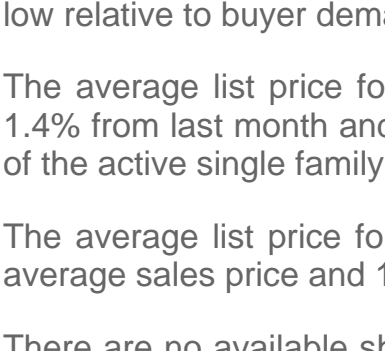 low relative to buyer dema
The average list price fo
1.4% from last month and
of the active single family
The average list price fo
average sales price and 1
There are no available sh